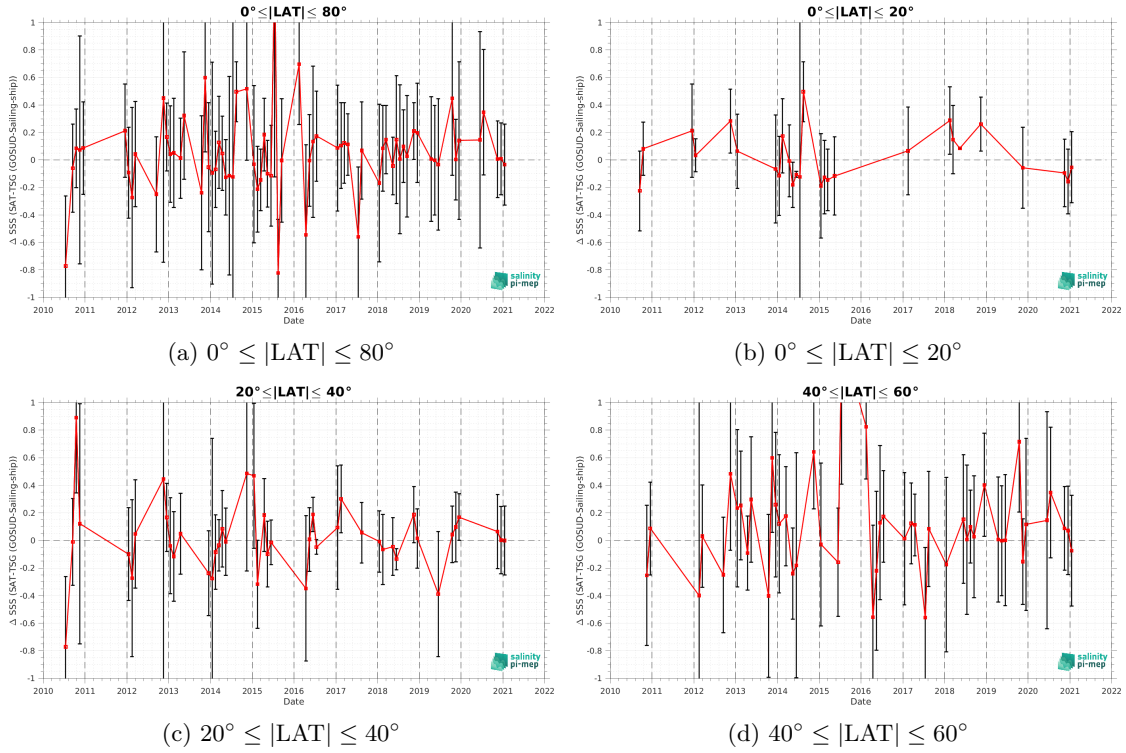 0°≤|LAT|≤ 80°
Δ SSS (SAT-TSG (GOSUD-Sailing-ship))
1
0.8
0.6
0.4
0.2
0
-0.2
-0.4
-0.6
-0.8
-1
2010 2011 2012 2013 2014 2015 2016 2017 2018 2019 2020 2021 2022
Date
salinity
pi-mep
(a) 0° ≤ |LAT| ≤ 80°
0°≤|LAT|≤ 20°
Δ SSS (SAT-TSG (GOSUD-Sailing-ship))
1
0.8
0.6
0.4
0.2
0
-0.2
-0.4
-0.6
-0.8
-1
2010 2011 2012 2013 2014 2015 2016 2017 2018 2019 2020 2021 2022
Date
salinity
pi-mep
(b) 0° ≤ |LAT| ≤ 20°
20°≤|LAT|≤ 40°
Δ SSS (SAT-TSG (GOSUD-Sailing-ship))
1
0.8
0.6
0.4
0.2
0
-0.2
-0.4
-0.6
-0.8
-1
2010 2011 2012 2013 2014 2015 2016 2017 2018 2019 2020 2021 2022
Date
salinity
pi-mep
(c) 20° ≤ |LAT| ≤ 40°
40°≤|LAT|≤ 60°
Δ SSS (SAT-TSG (GOSUD-Sailing-ship))
1
0.8
0.6
0.4
0.2
0
-0.2
-0.4
-0.6
-0.8
-1
2010 2011 2012 2013 2014 2015 2016 2017 2018 2019 2020 2021 2022
Date
salinity
pi-mep
(d) 40° ≤ |LAT| ≤ 60°